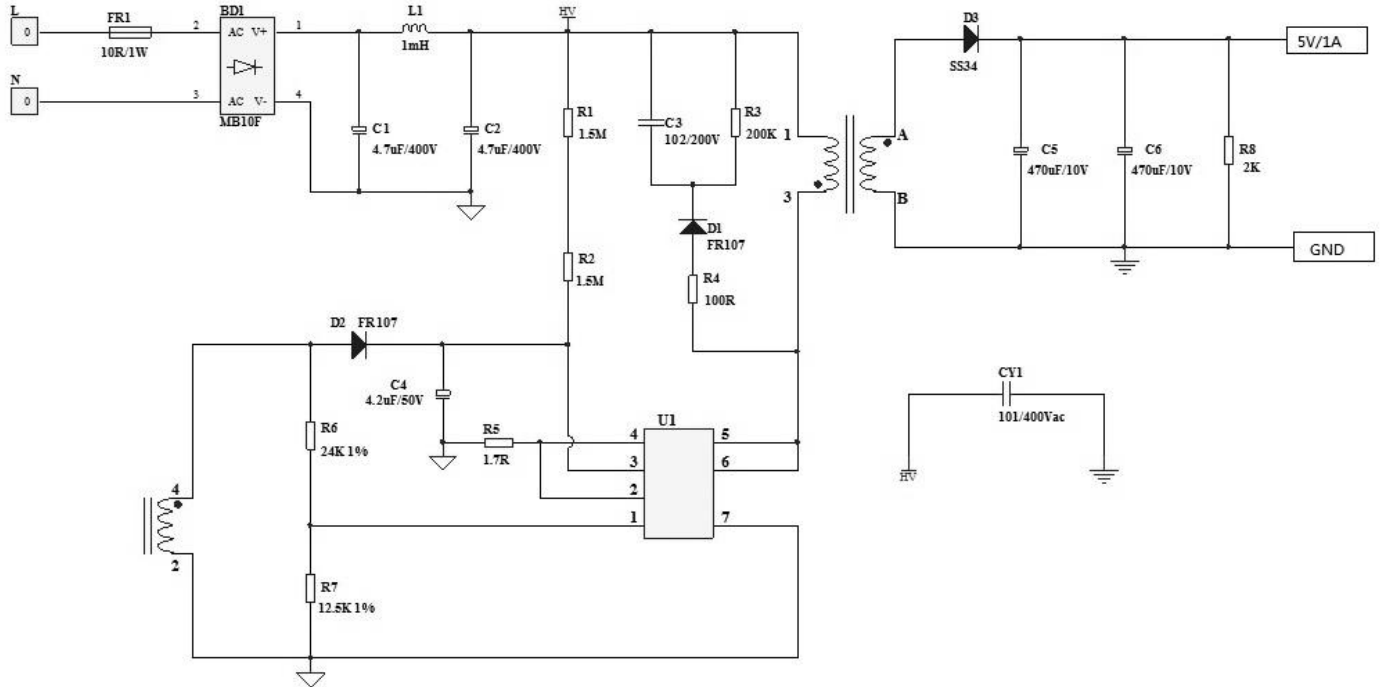 L
0
FR1
10R/1W
N
0
BD1
2
AC V+
1
3
AC V-
4
MB10F
L1
1mH
C1
4.7uF/400V
C2
4.7uF/400V
HV
R1
1.5M
R2
1.5M
C3
102/200V
R3
200K
D1
FR107
R4
100R
1
3
A
B
D3
SS34
C5
470uF/10V
C6
470uF/10V
R8
2K
5V/1A
GND
D2 FR107
C4
4.2uF/50V
R5
1.7R
U1
4
3
2
1
5
6
7
R6
24K 1%
R7
12.5K 1%
4
2
CY1
101/400Vac
HV